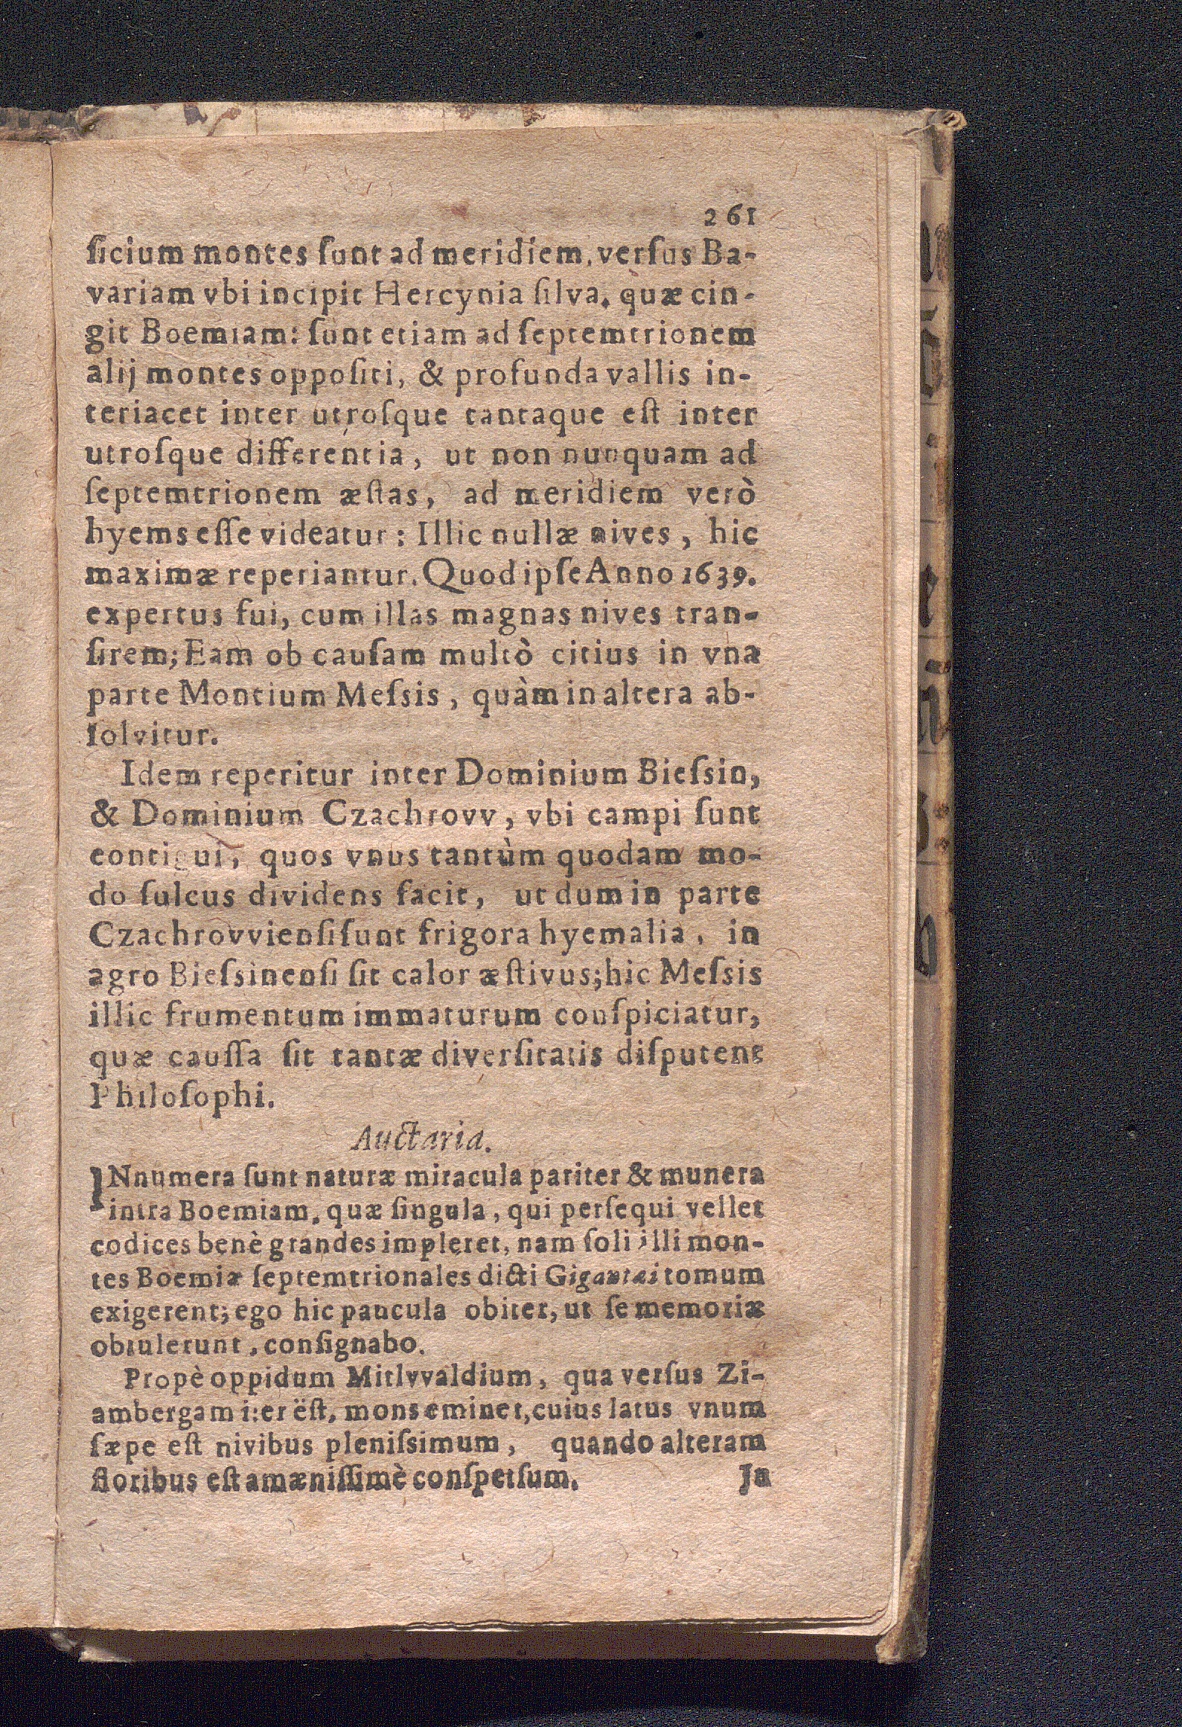 261
ſicium montes ſunt ad meridiem, verſus Ba-
variam vbi incipit Hercynia ſilva, quæ cin-
git Boemiam: ſunt etiam ad ſeptemtrionem
alij montes oppoſiti, & profunda vallis in-
teriacet inter utroſque tantaque eſt inter
utroſque differentia, ut non nunquam ad
ſeptemtrionem æſtas, ad meridiem verò
hyems eſſe videatur: Illic nullæ nives, hic
maximæ reperiantur. Quod ipſe Anno 1639.
expertus fui, cum illas magnas nives tran-
ſirem; Eam ob cauſam multò citius in vna
parte Montium Meſsis, quàm in altera ab-
ſolvitur.
Idem reperitur inter Dominium Bieſsin,
& Dominium Czachrovv, vbi campi ſunt
contigui, quos vnus tantùm quodam mo-
do ſulcus dividens facit, ut dum in parte
Czachrovvienſi ſunt frigora hyemalia, in
agro Bieſsinenſi ſit calor æſtivus; hic Meſsis
illic frumentum immaturum conſpiciatur,
quæ cauſſa ſit tantæ diverſitatis diſputent
Philoſophi.
Auctaria.
INnumera ſunt naturæ miracula pariter & munera
intra Boemiam, quæ ſingula, qui perſequi vellet
codices benè grandes impleret, nam ſoli illi mon-
tes Boemiæ ſeptemtrionales dicti Gigantæi tomum
exigerent; ego hic paucula obiter, ut ſe memoriæ
obtulerunt, conſignabo.
Propè oppidum Mitlvvaldium, qua verſus Zi-
ambergam iter ëſt, mons eminet, cuius latus vnum
ſæpe eſt nivibus pleniſsimum, quando alteram
floribus eſt amæniſſimè conſperſum. In